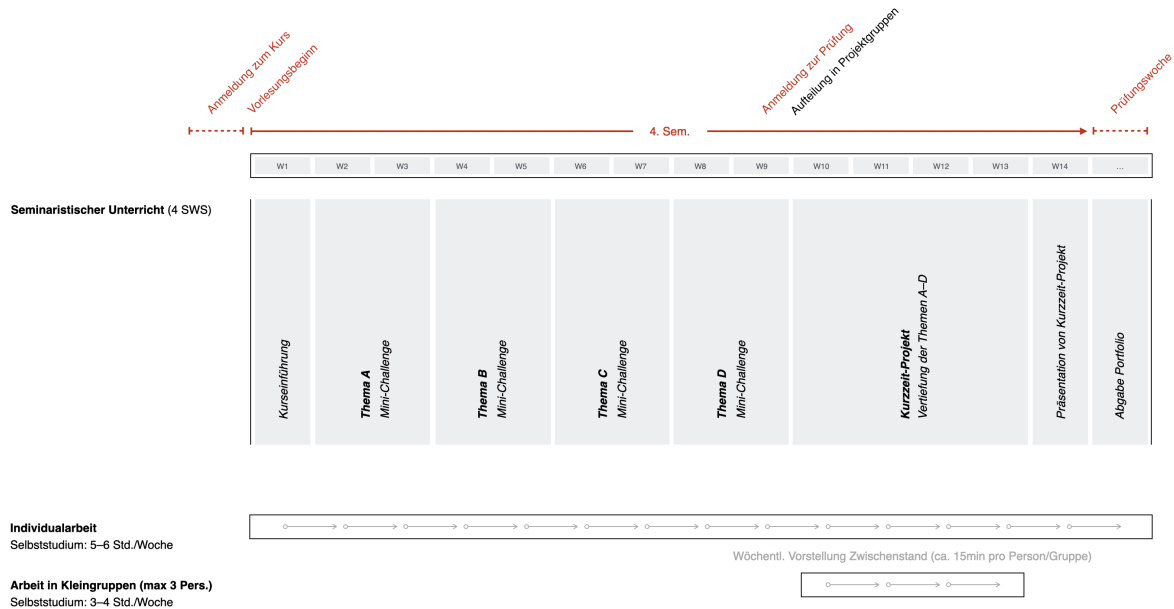 Anmeldung zum Kurs
Vorlesungsbeginn
Anmeldung zur Prüfung
Aufteilung in Projektgruppen
Prüfungswoche
4. Sem.
W1 W2 W3 W4 W5 W6 W7 W8 W9 W10 W11 W12 W13 W14 ...
Seminaristischer Unterricht (4 SWS)
Kurseinführung
Thema A
Mini-Challenge
Thema B
Mini-Challenge
Thema C
Mini-Challenge
Thema D
Mini-Challenge
Kurzzeit-Projekt
Vertiefung der Themen A–D
Präsentation von Kurzzeit-Projekt
Abgabe Portfolio
Individualarbeit
Selbststudium: 5–6 Std./Woche
Wöchentl. Vorstellung Zwischenstand (ca. 15min pro Person/Gruppe)
Arbeit in Kleingruppen (max 3 Pers.)
Selbststudium: 3–4 Std./Woche